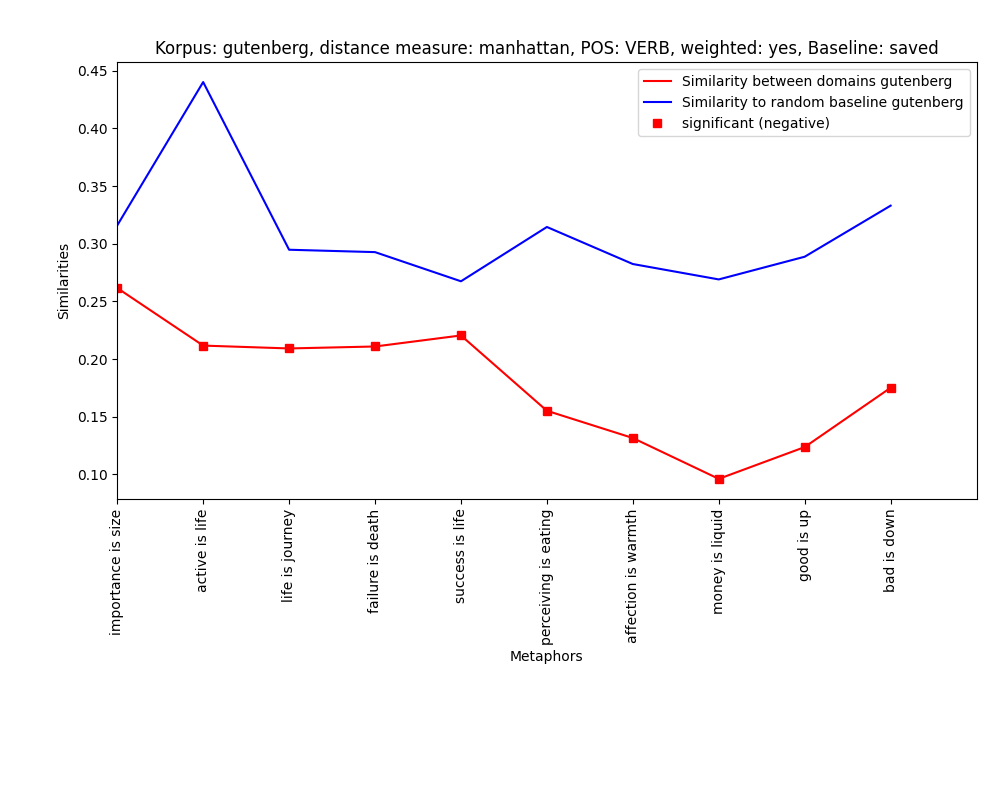 Korpus: gutenberg, distance measure: manhattan, POS: VERB, weighted: yes, Baseline: saved
Similarity between domains gutenberg
Similarity to random baseline gutenberg
significant (negative)
0.45
0.40
0.35
0.30
0.25
0.20
0.15
0.10
Similarities
importance is size
active is life
life is journey
failure is death
success is life
perceiving is eating
affection is warmth
money is liquid
good is up
bad is down
Metaphors